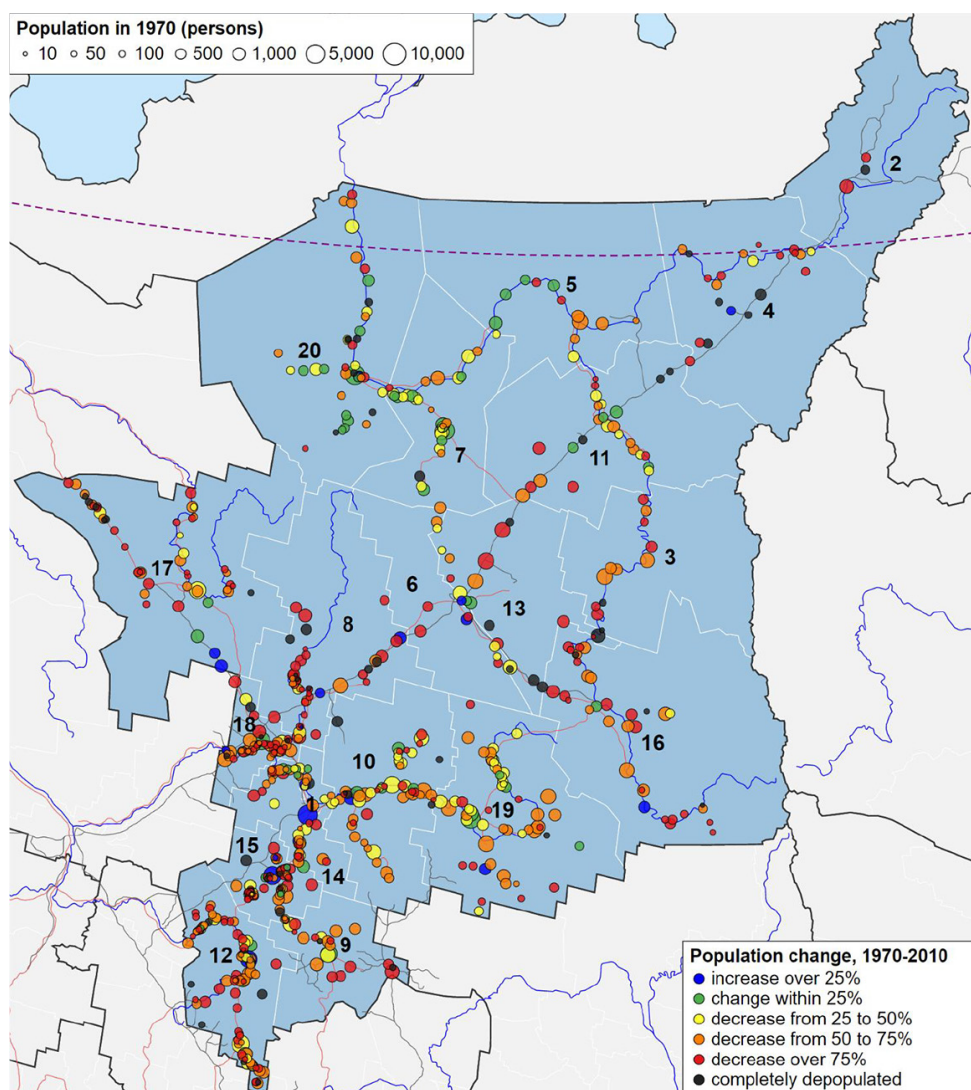 Population in 1970 (persons)
10 50 100 500 1,000 5,000 10,000
2
4
5
20
7
11
3
17
6
13
8
18
16
10
1
19
15
14
9
12
Population change, 1970-2010
increase over 25%
change within 25%
decrease from 25 to 50%
decrease from 50 to 75%
decrease over 75%
completely depopulated